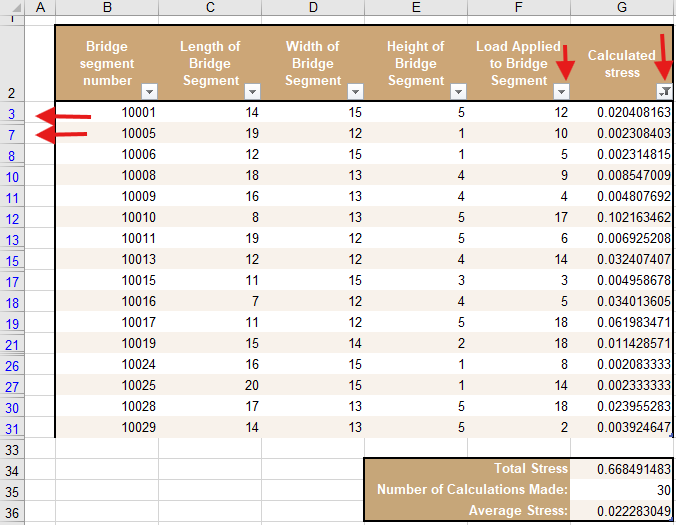 A B C D E F G
1
2 Bridge segment number Length of Bridge Segment Width of Bridge Segment Height of Bridge Segment Load Applied to Bridge Segment Calculated stress
3 10001 14 15 5 12 0.020408163
7 10005 19 12 1 10 0.002308403
8 10006 12 15 1 5 0.002314815
10 10008 18 13 4 9 0.008547009
11 10009 16 13 4 4 0.004807692
12 10010 8 13 5 17 0.102163462
13 10011 19 12 5 6 0.006925208
15 10013 12 12 4 14 0.032407407
17 10015 11 15 3 3 0.004958678
18 10016 7 12 4 5 0.034013605
19 10017 11 12 5 18 0.061983471
21 10019 15 14 2 18 0.011428571
26 10024 16 15 1 8 0.002083333
27 10025 20 15 1 14 0.002333333
30 10028 17 13 5 18 0.023955283
31 10029 14 13 5 2 0.003924647
33
34 Total Stress 0.668491483
35 Number of Calculations Made: 30
36 Average Stress: 0.022283049